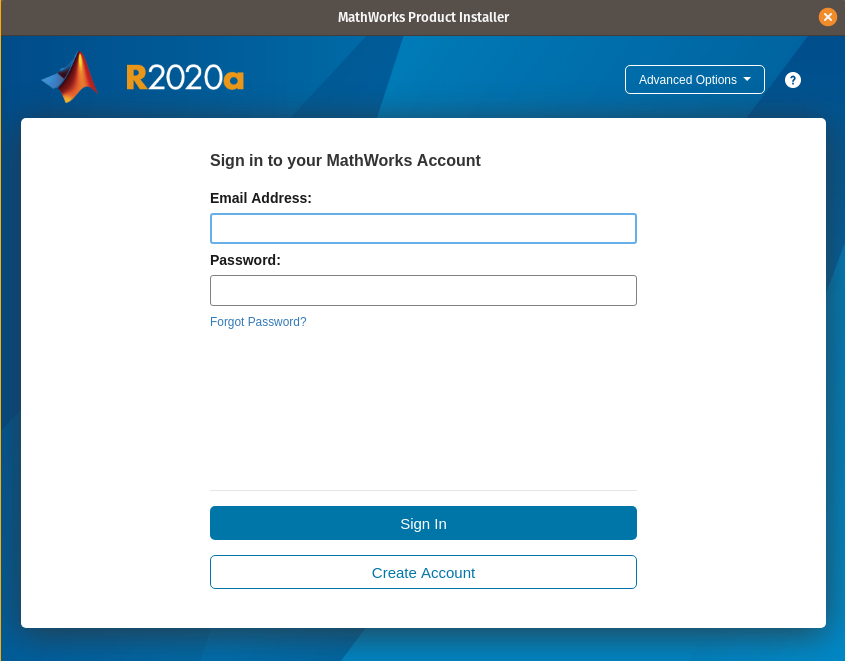 MathWorks Product Installer
R2020a
Advanced Options
?
Sign in to your MathWorks Account
Email Address:
Password:
Forgot Password?
Sign In
Create Account